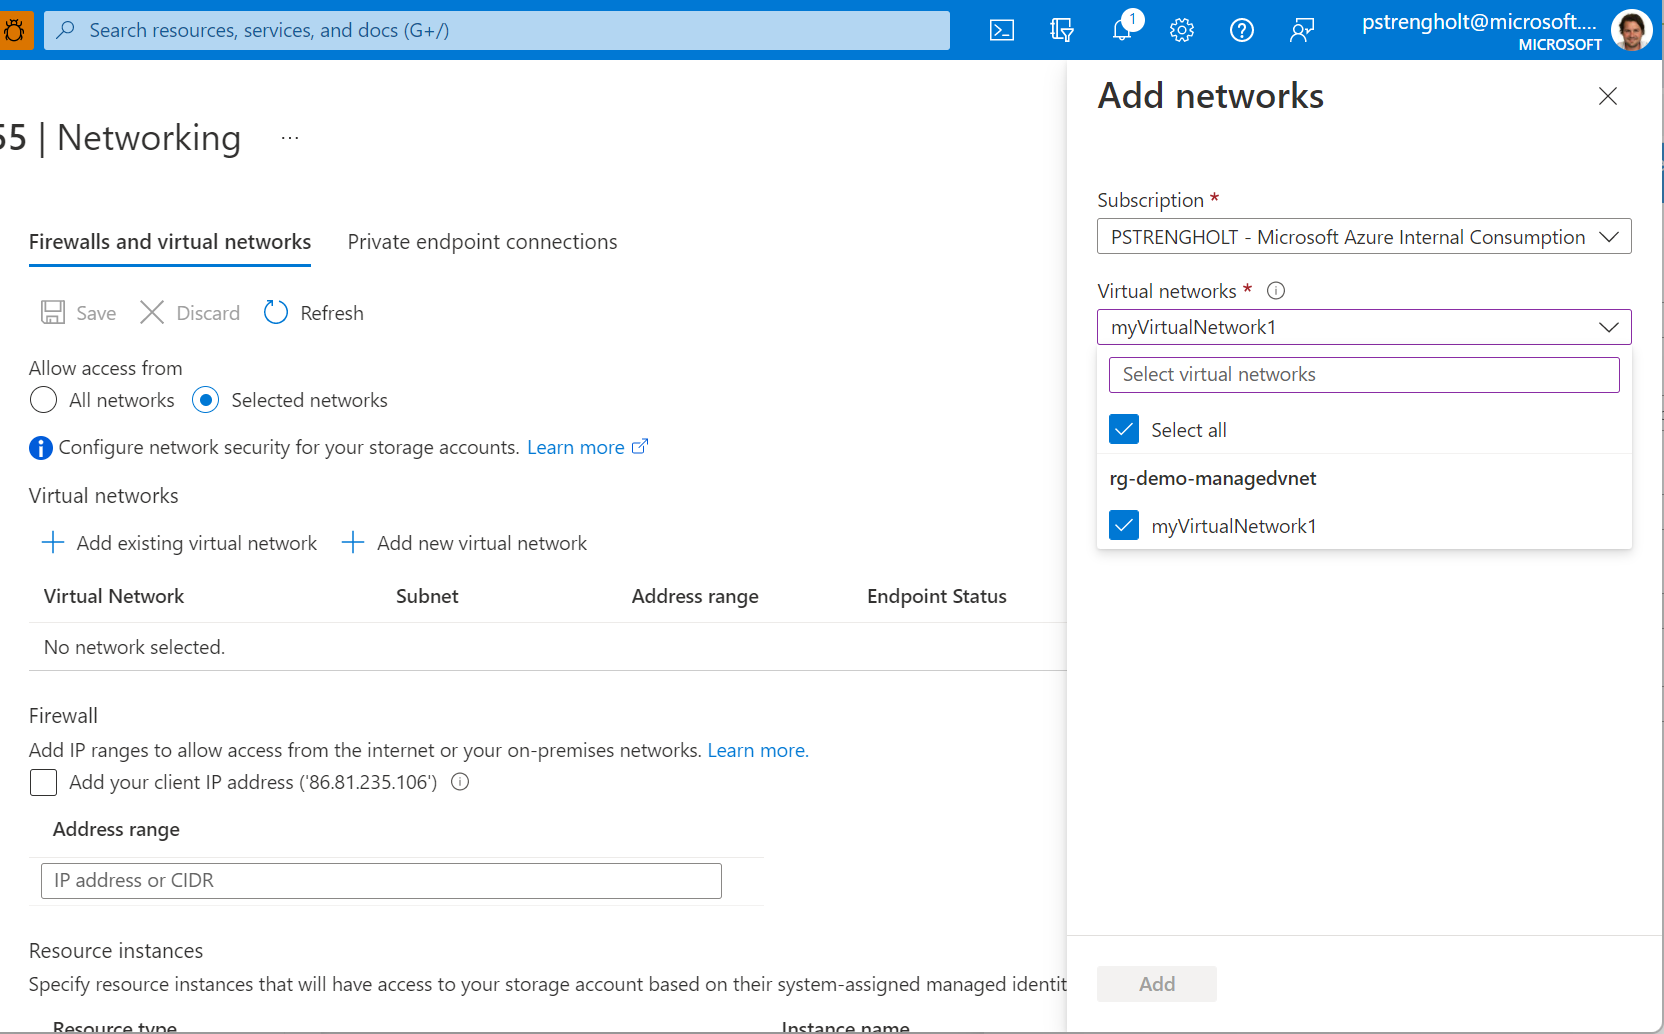 Search resources, services, and docs (G+/)
1
pstrengholt@microsoft....
MICROSOFT
55 | Networking ...
Firewalls and virtual networks
Private endpoint connections
Save
Discard
Refresh
Allow access from
All networks
Selected networks
Configure network security for your storage accounts. Learn more
Virtual networks
Add existing virtual network
Add new virtual network
Virtual Network
Subnet
Address range
Endpoint Status
No network selected.
Firewall
Add IP ranges to allow access from the internet or your on-premises networks. Learn more.
Add your client IP address ('86.81.235.106')
Address range
IP address or CIDR
Resource instances
Specify resource instances that will have access to your storage account based on their system-assigned managed identit
Resource type
Instance name
Add networks
Subscription *
PSTRENGHOLT - Microsoft Azure Internal Consumption
Virtual networks *
myVirtualNetwork1
Select virtual networks
Select all
rg-demo-managedvnet
myVirtualNetwork1
Add